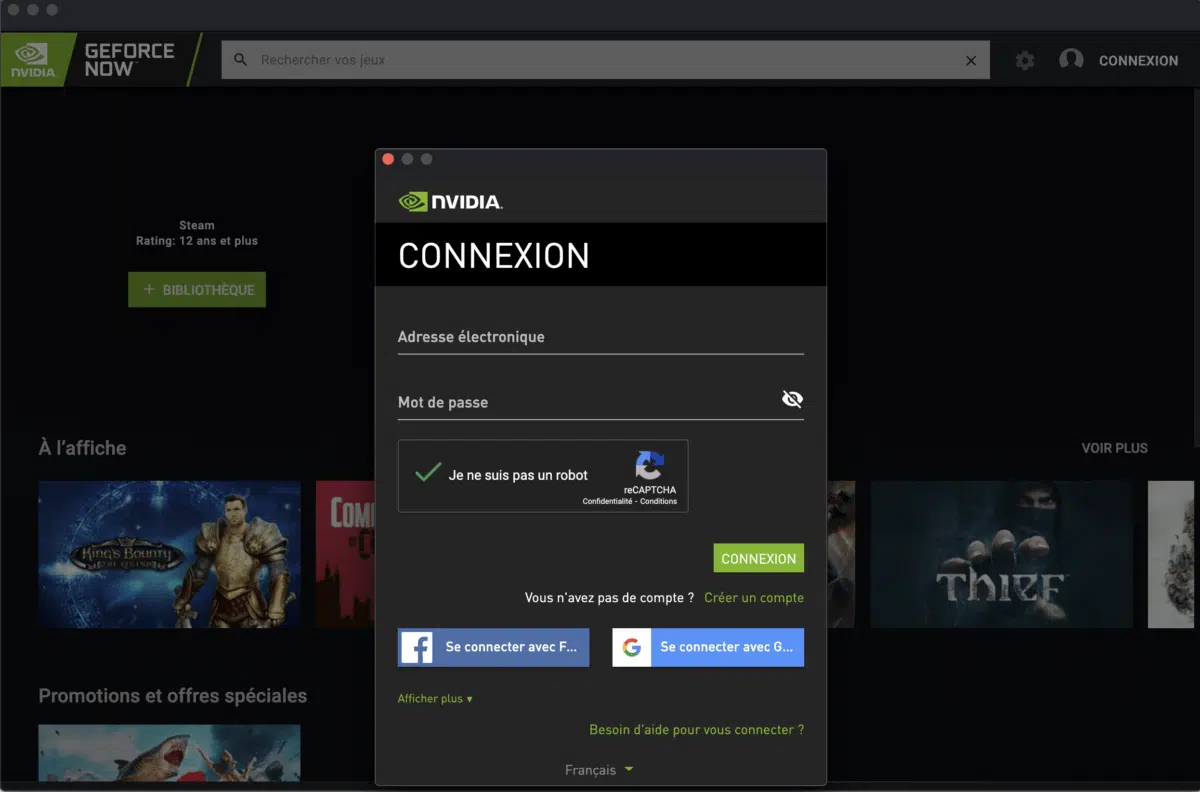 NVIDIA.
GEFORCE
NOW
Rechercher vos jeux
CONNEXION
Steam
Rating: 12 ans et plus
+ BIBLIOTHÈQUE
NVIDIA.
CONNEXION
Adresse électronique
Mot de passe
Je ne suis pas un robot
reCAPTCHA
Confidentialité - Conditions
CONNEXION
Vous n'avez pas de compte ? Créer un compte
Se connecter avec F...
Se connecter avec G...
Afficher plus ▾
Besoin d'aide pour vous connecter ?
Français
À l’affiche
VOIR PLUS
King's Bounty
THE LEGEND
COM
THIEF
Promotions et offres spéciales